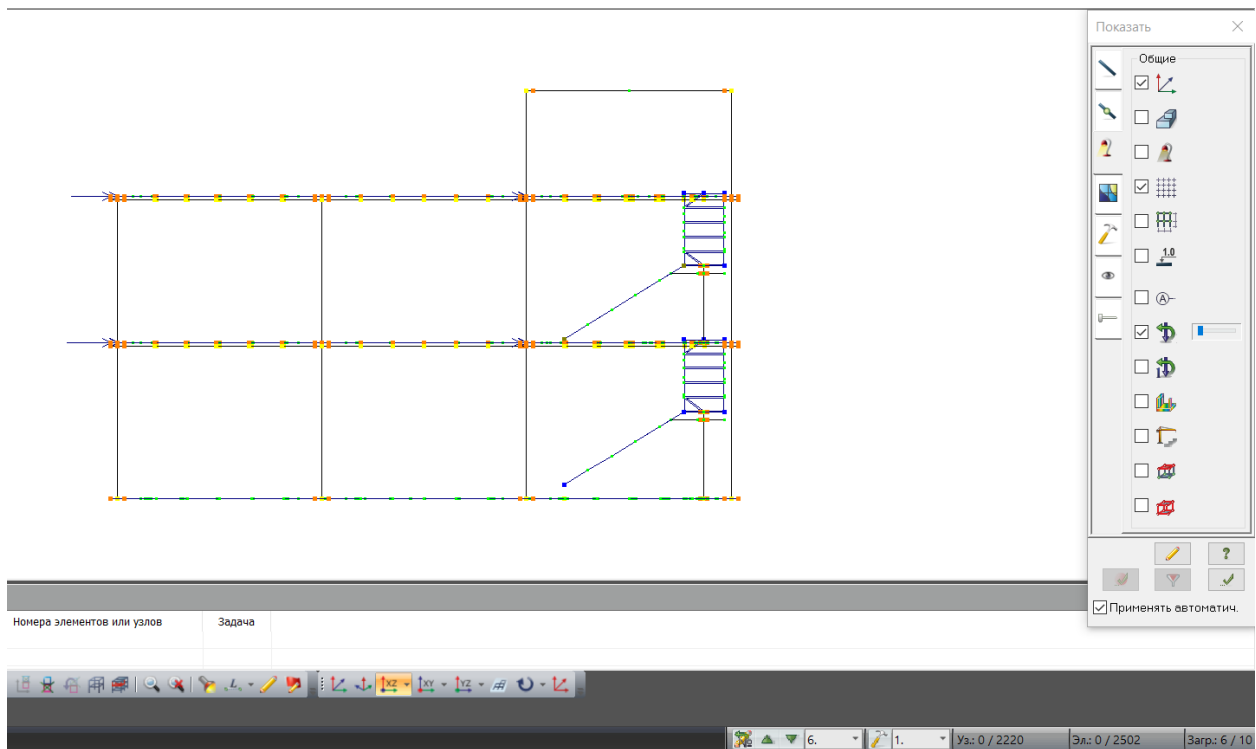 Показать
Общие
1.0
A
Применять автоматич.
Номера элементов или узлов
Задача
L
XZ
XY
YZ
6.
1.
Уз.: 0 / 2220
Эл.: 0 / 2502
Загр.: 6 / 10